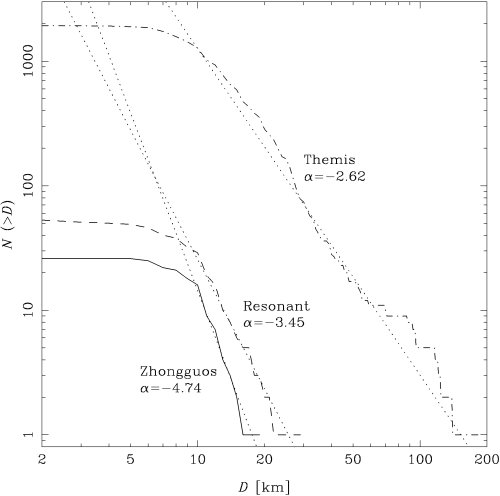 1000
100
10
1
N (>D)
Themis
α=−2.62
Resonant
α=−3.45
Zhongguos
α=−4.74
2 5 10 20 50 100 200
D [km]